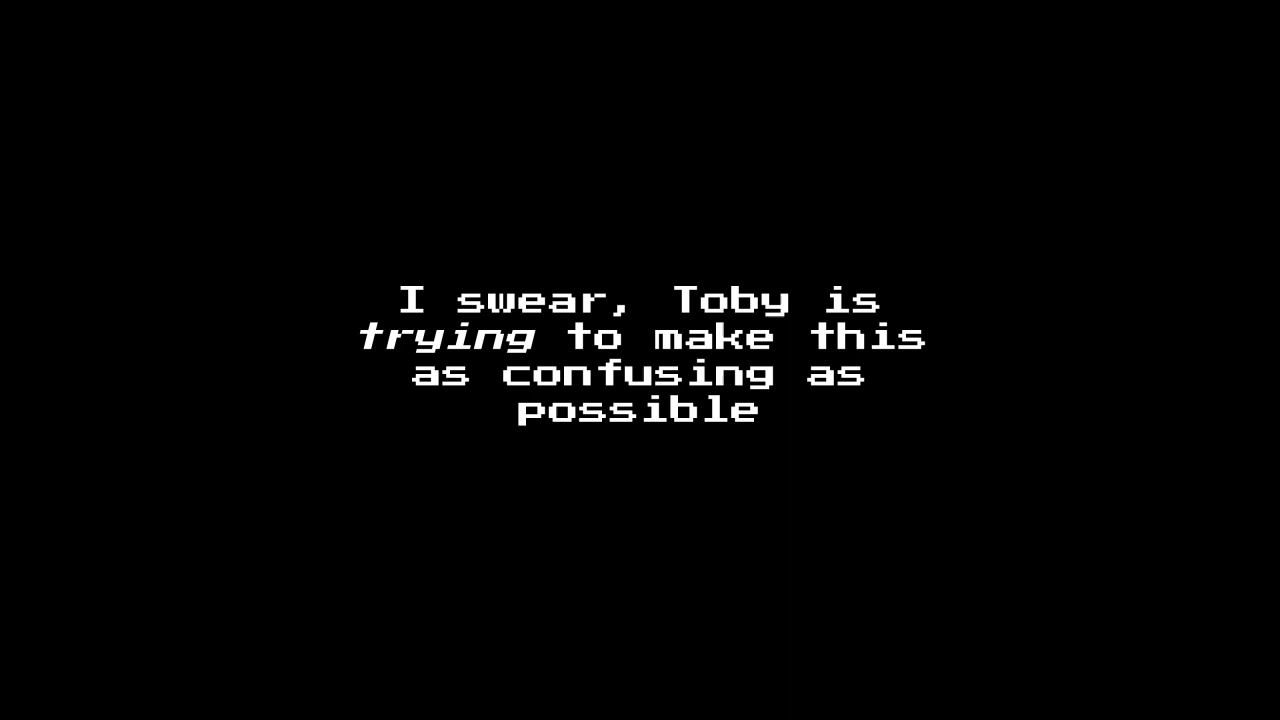 I swear, Toby is
trying to make this
as confusing as
possible